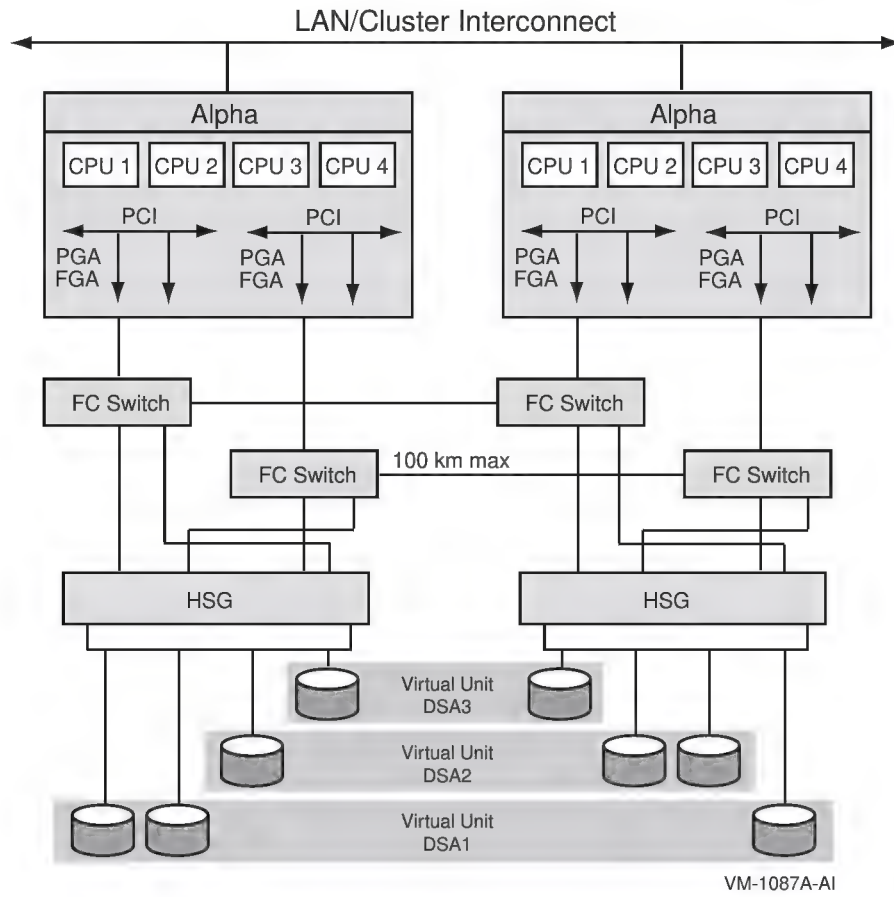 LAN/Cluster Interconnect
Alpha
Alpha
CPU 1 CPU 2 CPU 3 CPU 4
CPU 1 CPU 2 CPU 3 CPU 4
PCI
PCI
PCI
PCI
PGA
FGA
PGA
FGA
PGA
FGA
PGA
FGA
FC Switch
FC Switch
FC Switch
100 km max
FC Switch
HSG
HSG
Virtual Unit
DSA3
Virtual Unit
DSA2
Virtual Unit
DSA1
VM-1087A-AI